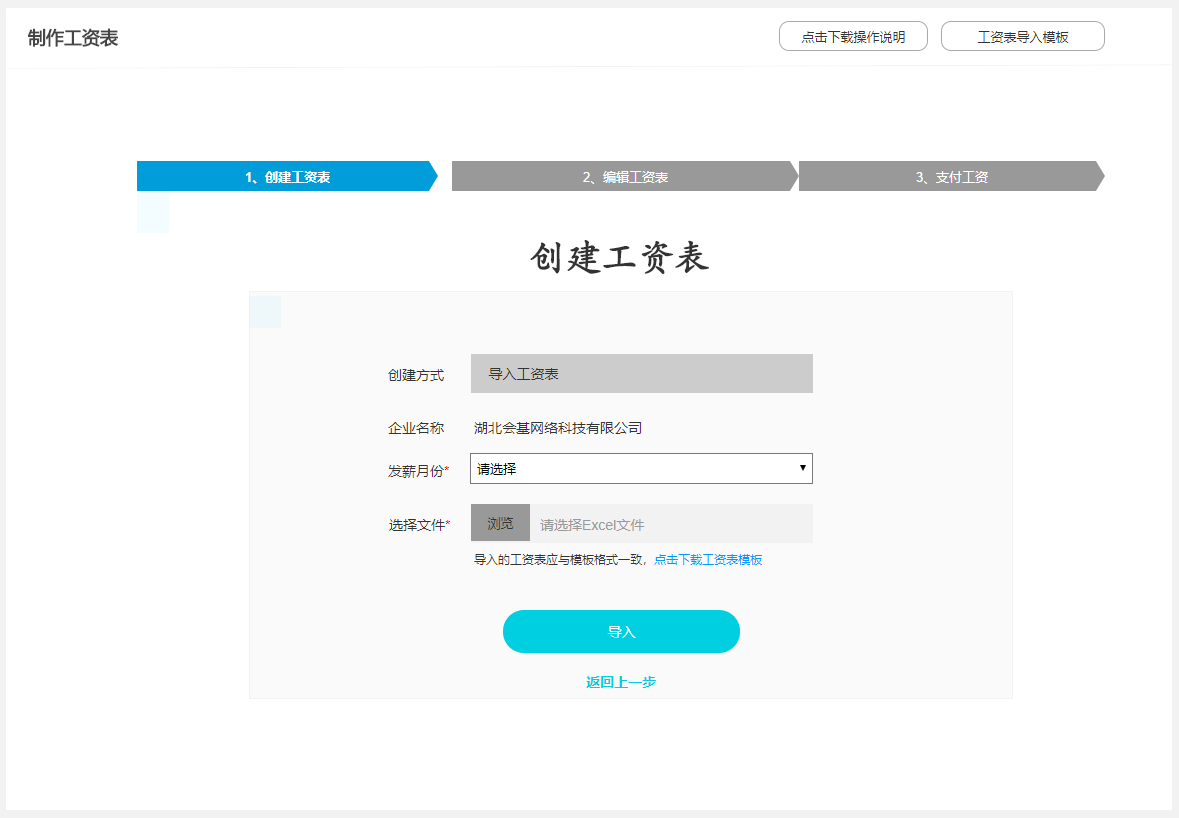 制作工资表
点击下载操作说明
工资表导入模板
1、创建工资表
2、编辑工资表
3、支付工资
创建工资表
创建方式 导入工资表
企业名称 湖北会基网络科技有限公司
发薪月份* 请选择
选择文件* 浏览 请选择Excel文件
导入的工资表应与模板格式一致，点击下载工资表模板
导入
返回上一步